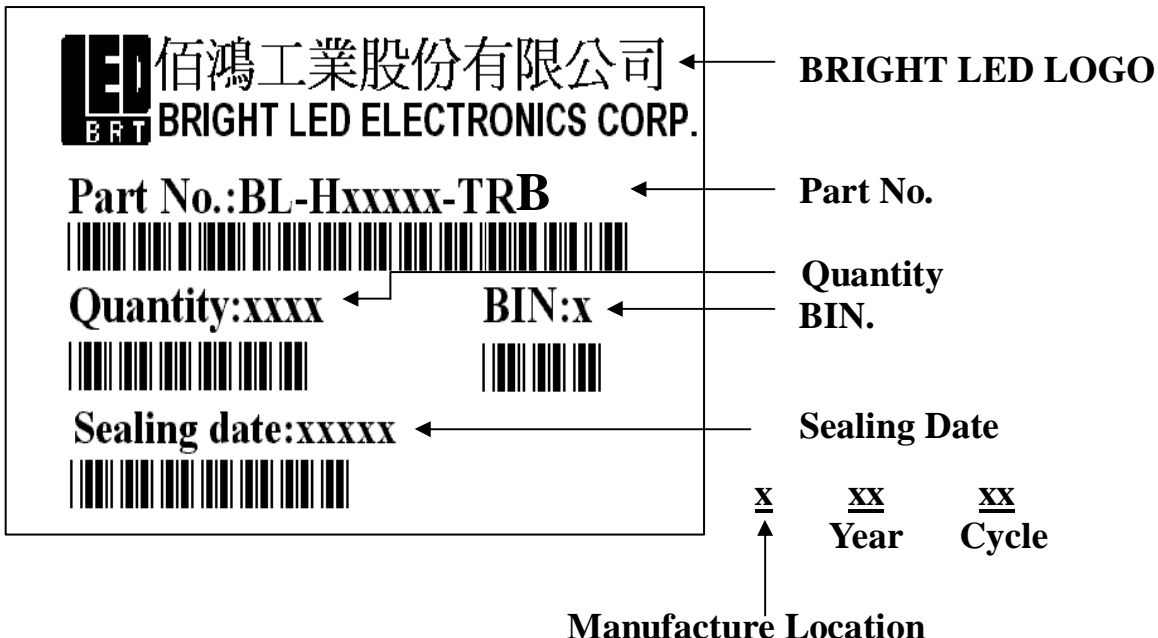 LED 佰鴻工業股份有限公司 BRIGHT LED LOGO
BRT BRIGHT LED ELECTRONICS CORP.
Part No.:BL-Hxxxxx-TRB Part No.
Quantity
Quantity:xxxx BIN:x BIN.
Sealing date:xxxxx Sealing Date
x xx xx
Year Cycle
Manufacture Location